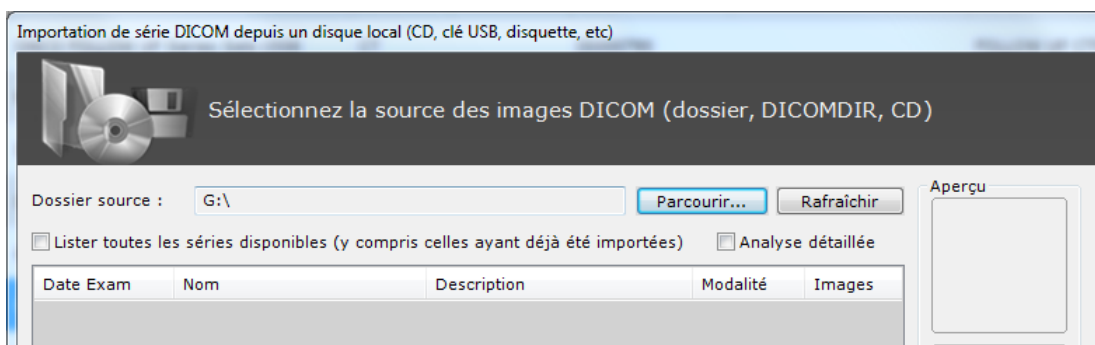 Importation de série DICOM depuis un disque local (CD, clé USB, disquette, etc)
Sélectionnez la source des images DICOM (dossier, DICOMDIR, CD)
Dossier source : G:\ Parcourir... Rafraîchir Aperçu
Lister toutes les séries disponibles (y compris celles ayant déjà été importées) Analyse détaillée
Date Exam Nom Description Modalité Images